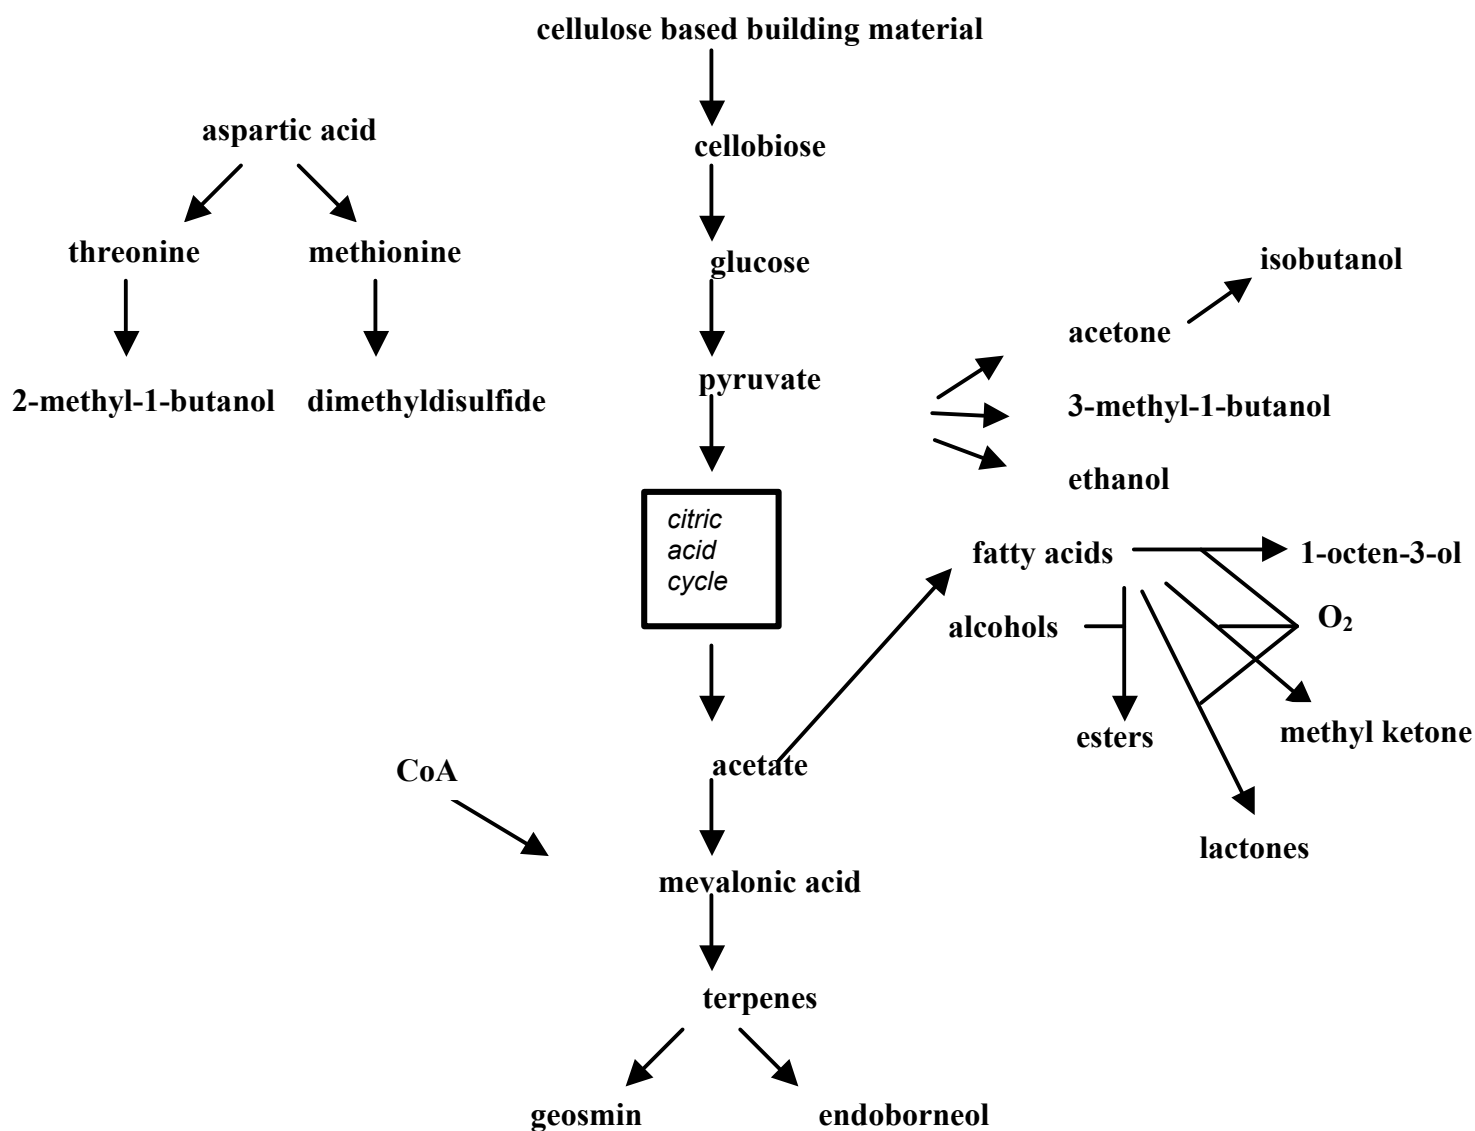 cellulose based building material
aspartic acid
cellobiose
threonine
methionine
glucose
isobutanol
acetone
pyruvate
2-methyl-1-butanol
dimethyldisulfide
3-methyl-1-butanol
ethanol
citric
acid
cycle
fatty acids
1-octen-3-ol
alcohols
O₂
esters
methyl ketone
CoA
acetate
lactones
mevalonic acid
terpenes
geosmin
endoborneol